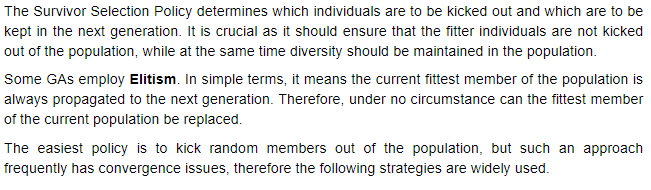 The Survivor Selection Policy determines which individuals are to be kicked out and which are to be
kept in the next generation. It is crucial as it should ensure that the fitter individuals are not kicked
out of the population, while at the same time diversity should be maintained in the population.
Some GAs employ Elitism. In simple terms, it means the current fittest member of the population is
always propagated to the next generation. Therefore, under no circumstance can the fittest member
of the current population be replaced.
The easiest policy is to kick random members out of the population, but such an approach
frequently has convergence issues, therefore the following strategies are widely used.